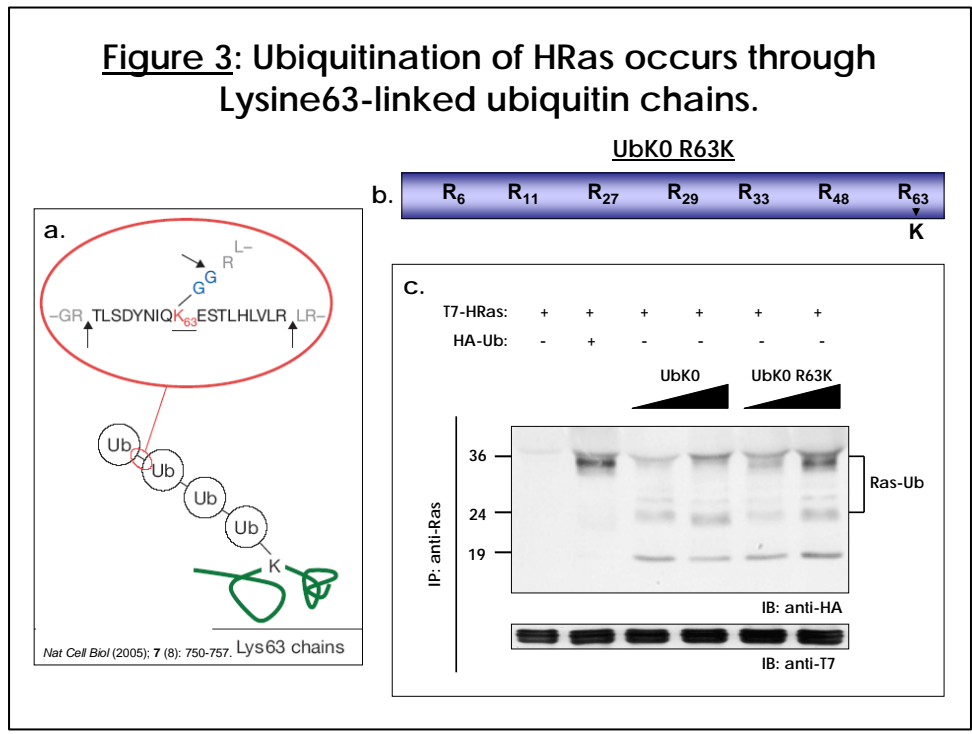 Figure 3: Ubiquitination of HRas occurs through
Lysine63-linked ubiquitin chains.
UbK0 R63K
b.
R6 R11 R27 R29 R33 R48 R63
K
a.
L–
R
G
G
–GR TLSDYNIQK63ESTLHLVLR LR–
Ub
Ub
Ub
Ub
K
Nat Cell Biol (2005); 7 (8): 750-757. Lys63 chains
C.
T7-HRas: + + + + + +
HA-Ub: - + - - - -
UbK0 UbK0 R63K
36
24
19
Ras-Ub
IP: anti-Ras
IB: anti-HA
IB: anti-T7